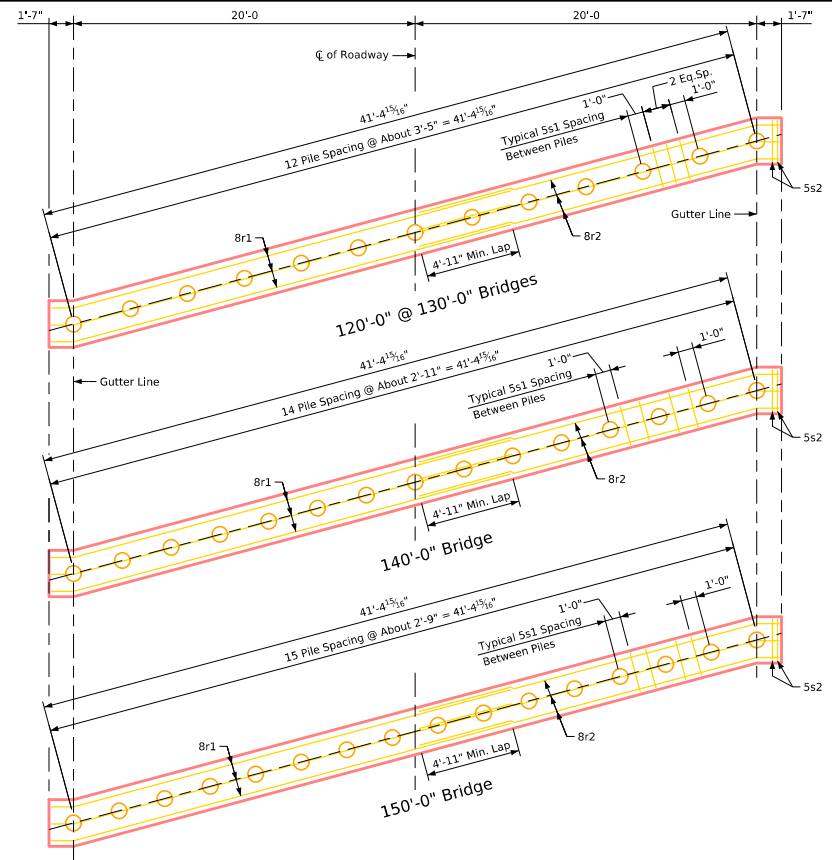 1'-7" 20'-0 20'-0 1'-7"
℄ of Roadway
2 Eq.Sp.
1'-0"
1'-0"
41'-4 15/16"
12 Pile Spacing @ About 3'-5" = 41'-4 15/16"
Typical 5s1 Spacing
Between Piles
5s2
Gutter Line
8r1
8r2
4'-11" Min. Lap
120'-0" @ 130'-0" Bridges
Gutter Line
1'-0"
1'-0"
41'-4 15/16"
14 Pile Spacing @ About 2'-11" = 41'-4 15/16"
Typical 5s1 Spacing
Between Piles
5s2
8r1
8r2
4'-11" Min. Lap
140'-0" Bridge
1'-0"
1'-0"
41'-4 15/16"
15 Pile Spacing @ About 2'-9" = 41'-4 15/16"
Typical 5s1 Spacing
Between Piles
5s2
8r1
8r2
4'-11" Min. Lap
150'-0" Bridge